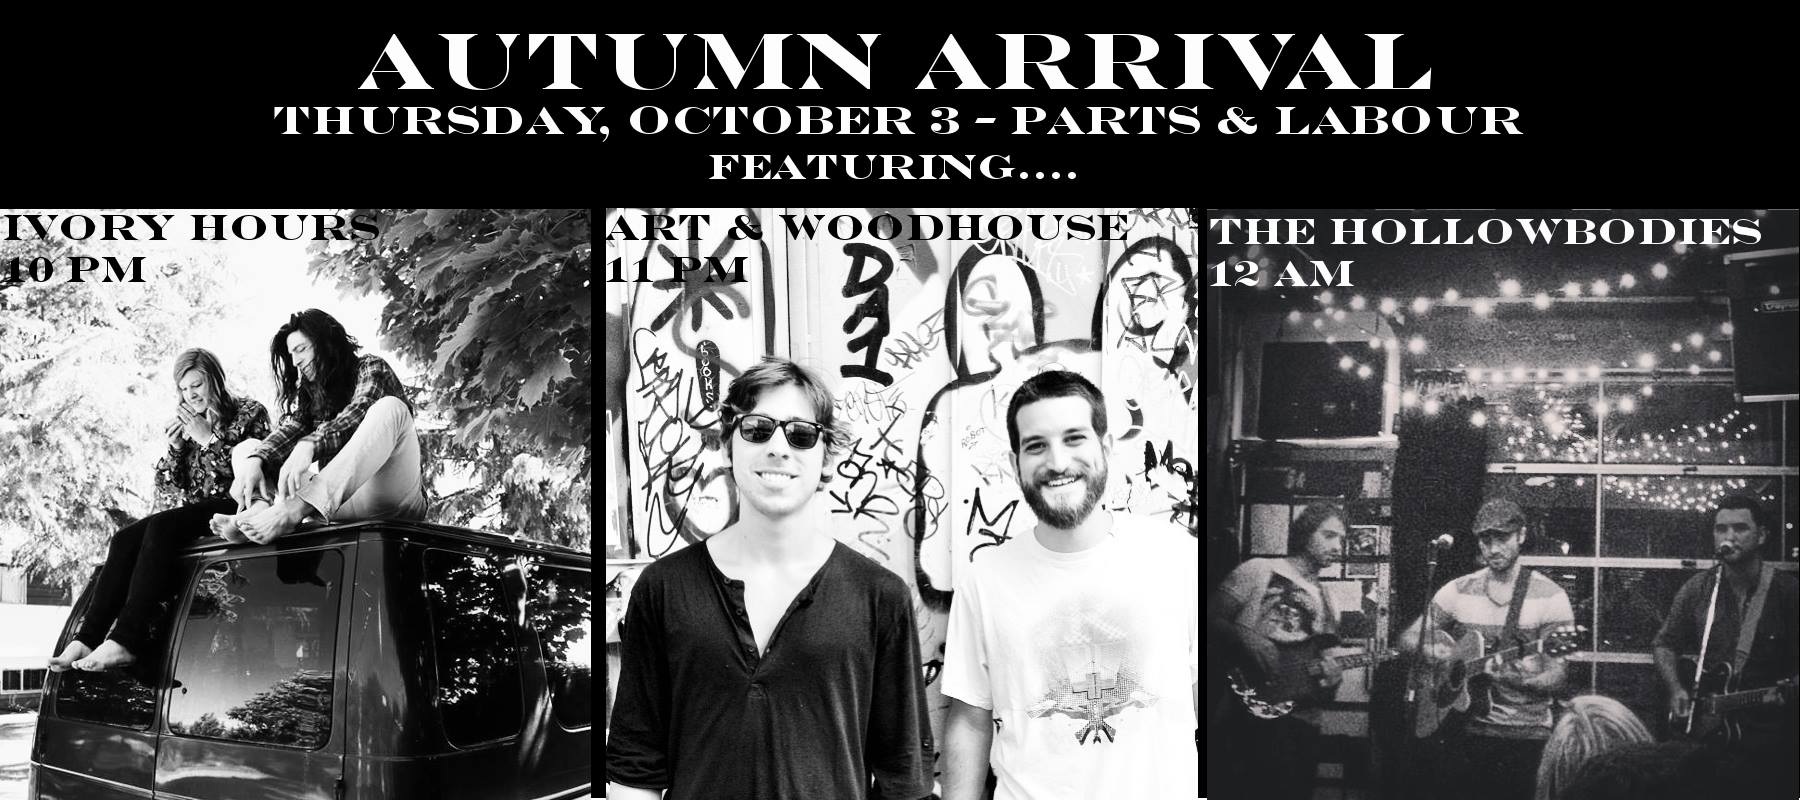 AUTUMN ARRIVAL
THURSDAY, OCTOBER 3 - PARTS & LABOUR
FEATURING....
IVORY HOURS
10 PM
ART & WOODHOUSE
11 PM
THE HOLLOWBODIES
12 AM
DA1